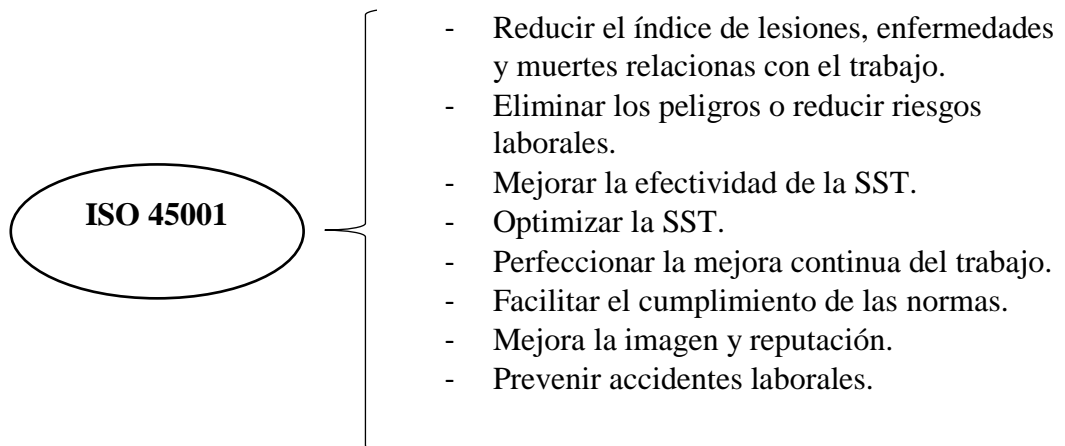 ISO 45001
- Reducir el índice de lesiones, enfermedades
y muertes relacionas con el trabajo.
- Eliminar los peligros o reducir riesgos
laborales.
- Mejorar la efectividad de la SST.
- Optimizar la SST.
- Perfeccionar la mejora continua del trabajo.
- Facilitar el cumplimiento de las normas.
- Mejora la imagen y reputación.
- Prevenir accidentes laborales.